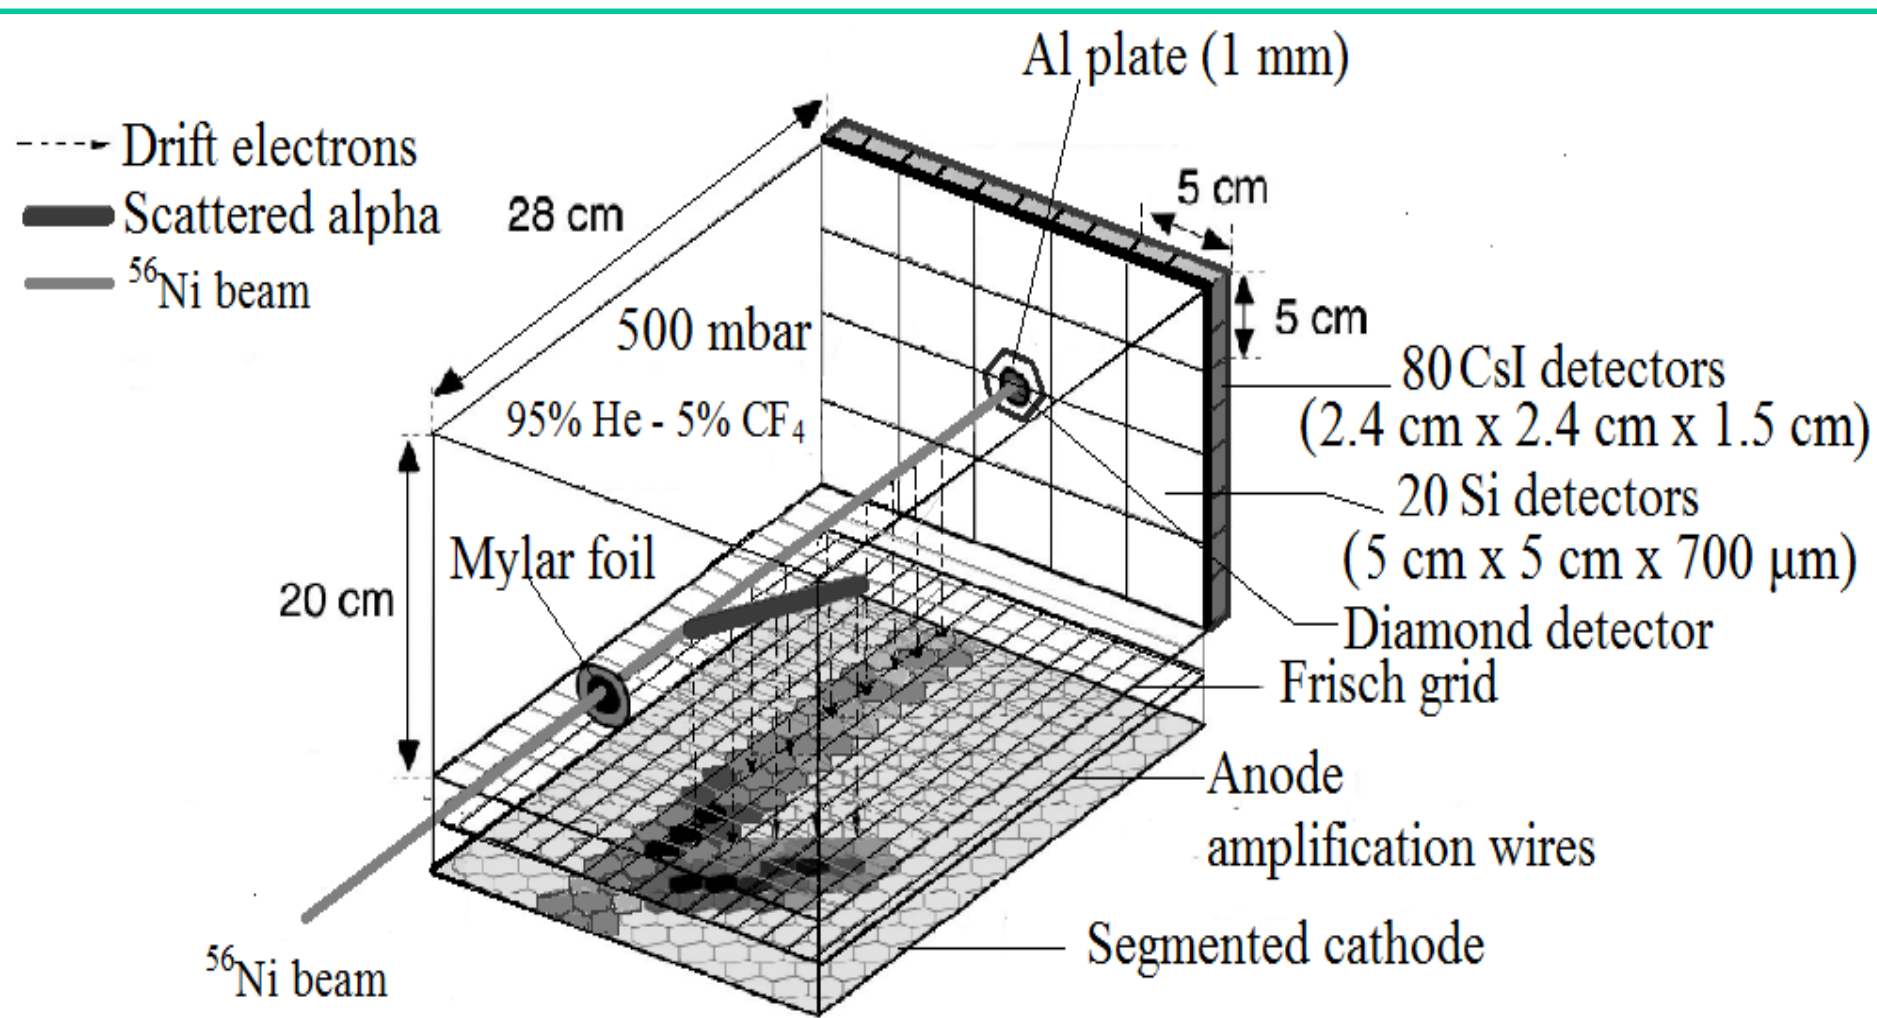 Al plate (1 mm)
Drift electrons
Scattered alpha
⁵⁶Ni beam
28 cm
5 cm
500 mbar
5 cm
95% He - 5% CF₄
80 CsI detectors
(2.4 cm x 2.4 cm x 1.5 cm)
20 Si detectors
(5 cm x 5 cm x 700 μm)
Mylar foil
20 cm
Diamond detector
Frisch grid
Anode
amplification wires
Segmented cathode
⁵⁶Ni beam